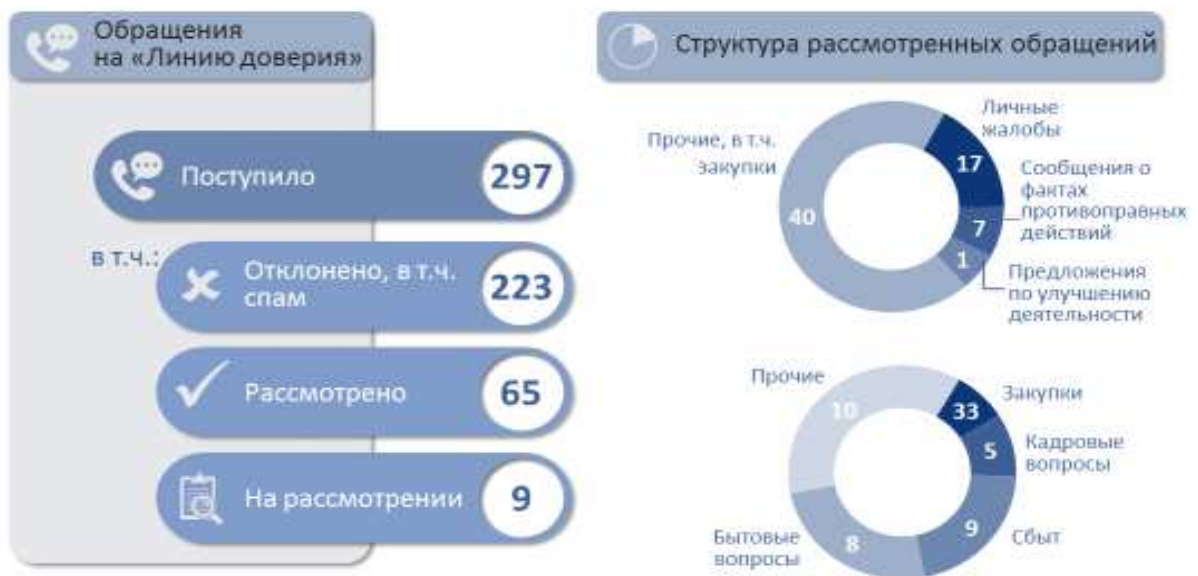 Обращения
на «Линию доверия»
Поступило
297
в т.ч.:
Отклонено, в т.ч.
спам
223
Рассмотрено
65
На рассмотрении
9
Структура рассмотренных обращений
Личные
жалобы
17
Прочие, в т.ч.
закупки
40
Сообщения о
фактах
противоправных
действий
7
1
Предложения
по улучшению
деятельности
Прочие
10
33
Закупки
5
Кадровые
вопросы
9
Сбыт
Бытовые
вопросы
8